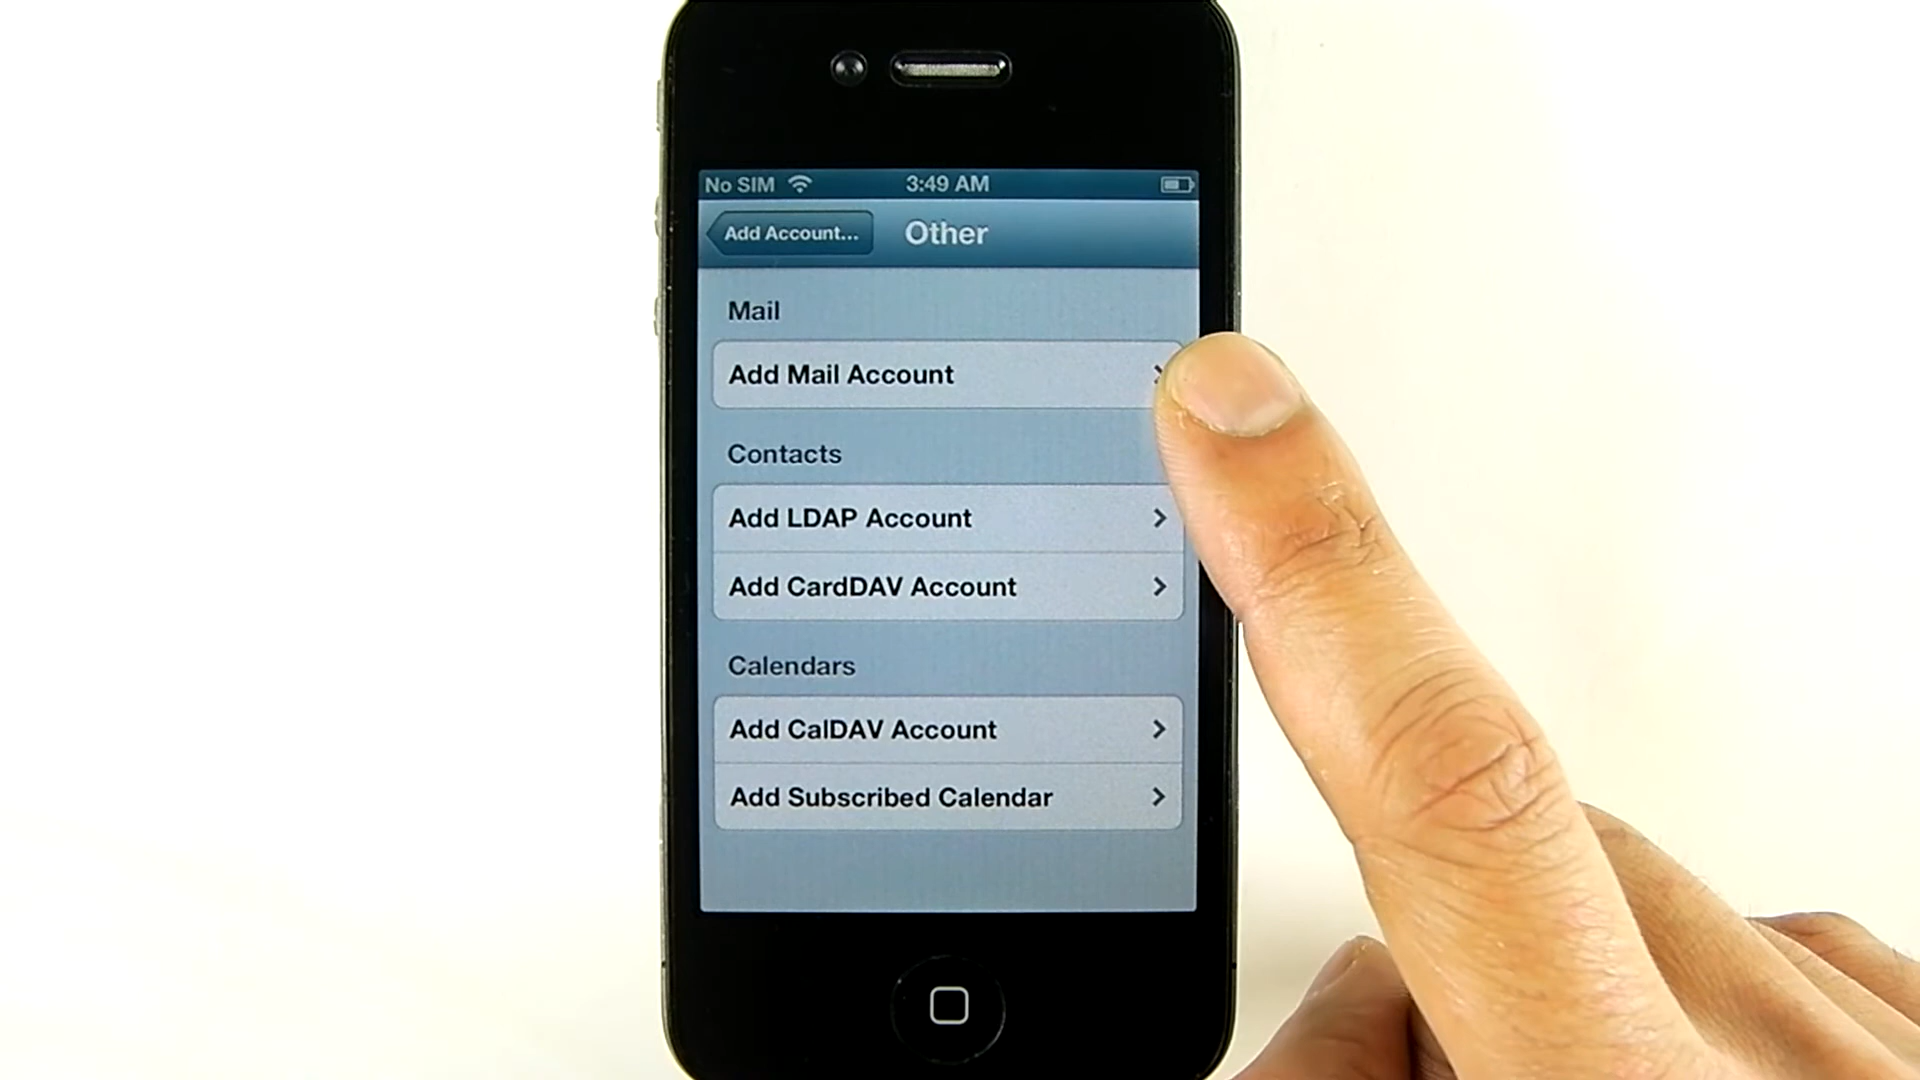 No SIM 3:49 AM
Add Account... Other
Mail
Add Mail Account
Contacts
Add LDAP Account
Add CardDAV Account
Calendars
Add CalDAV Account
Add Subscribed Calendar